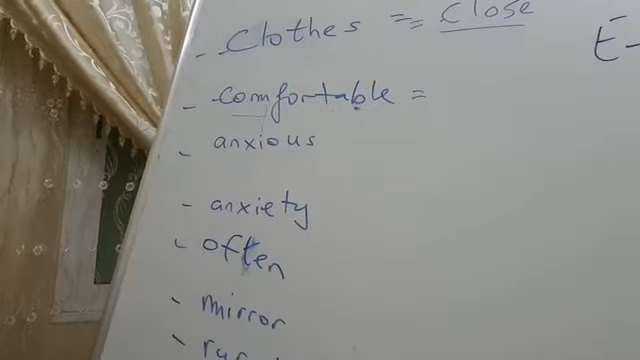 - Clothes = = Close
- comfortable =
- anxious
- anxiety
- often
- mirror